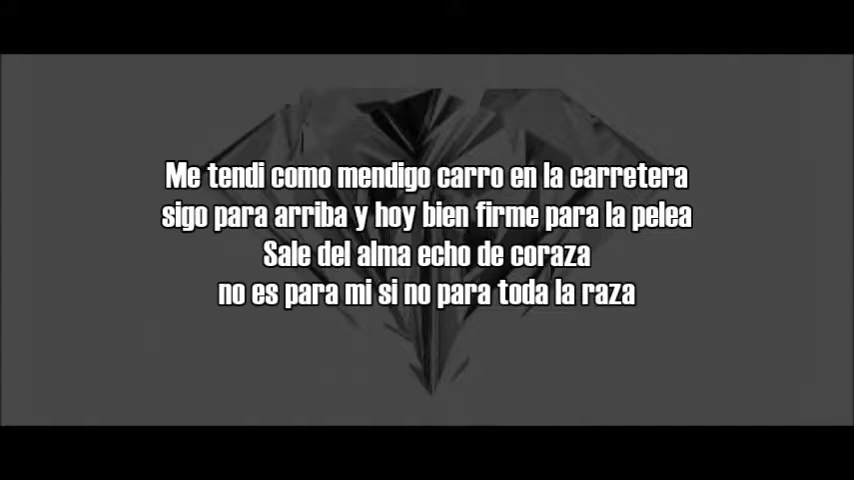 Me tendi como mendigo carro en la carretera
sigo para arriba y hoy bien firme para la pelea
Sale del alma echo de coraza
no es para mi si no para toda la raza